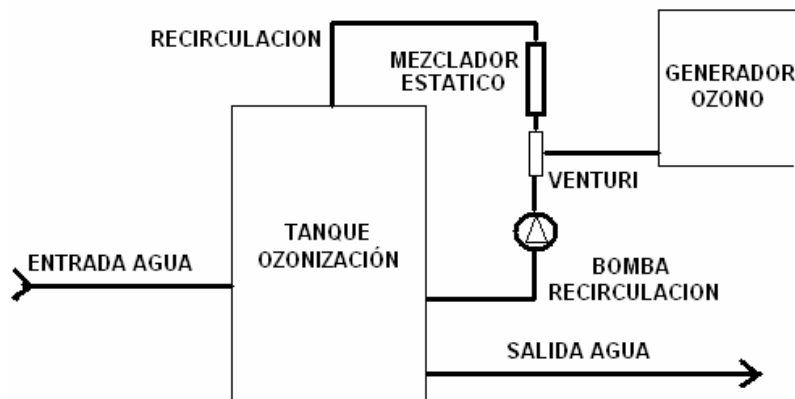 RECIRCULACION
MEZCLADOR
ESTATICO
GENERADOR
OZONO
VENTURI
TANQUE
OZONIZACIÓN
ENTRADA AGUA
BOMBA
RECIRCULACION
SALIDA AGUA